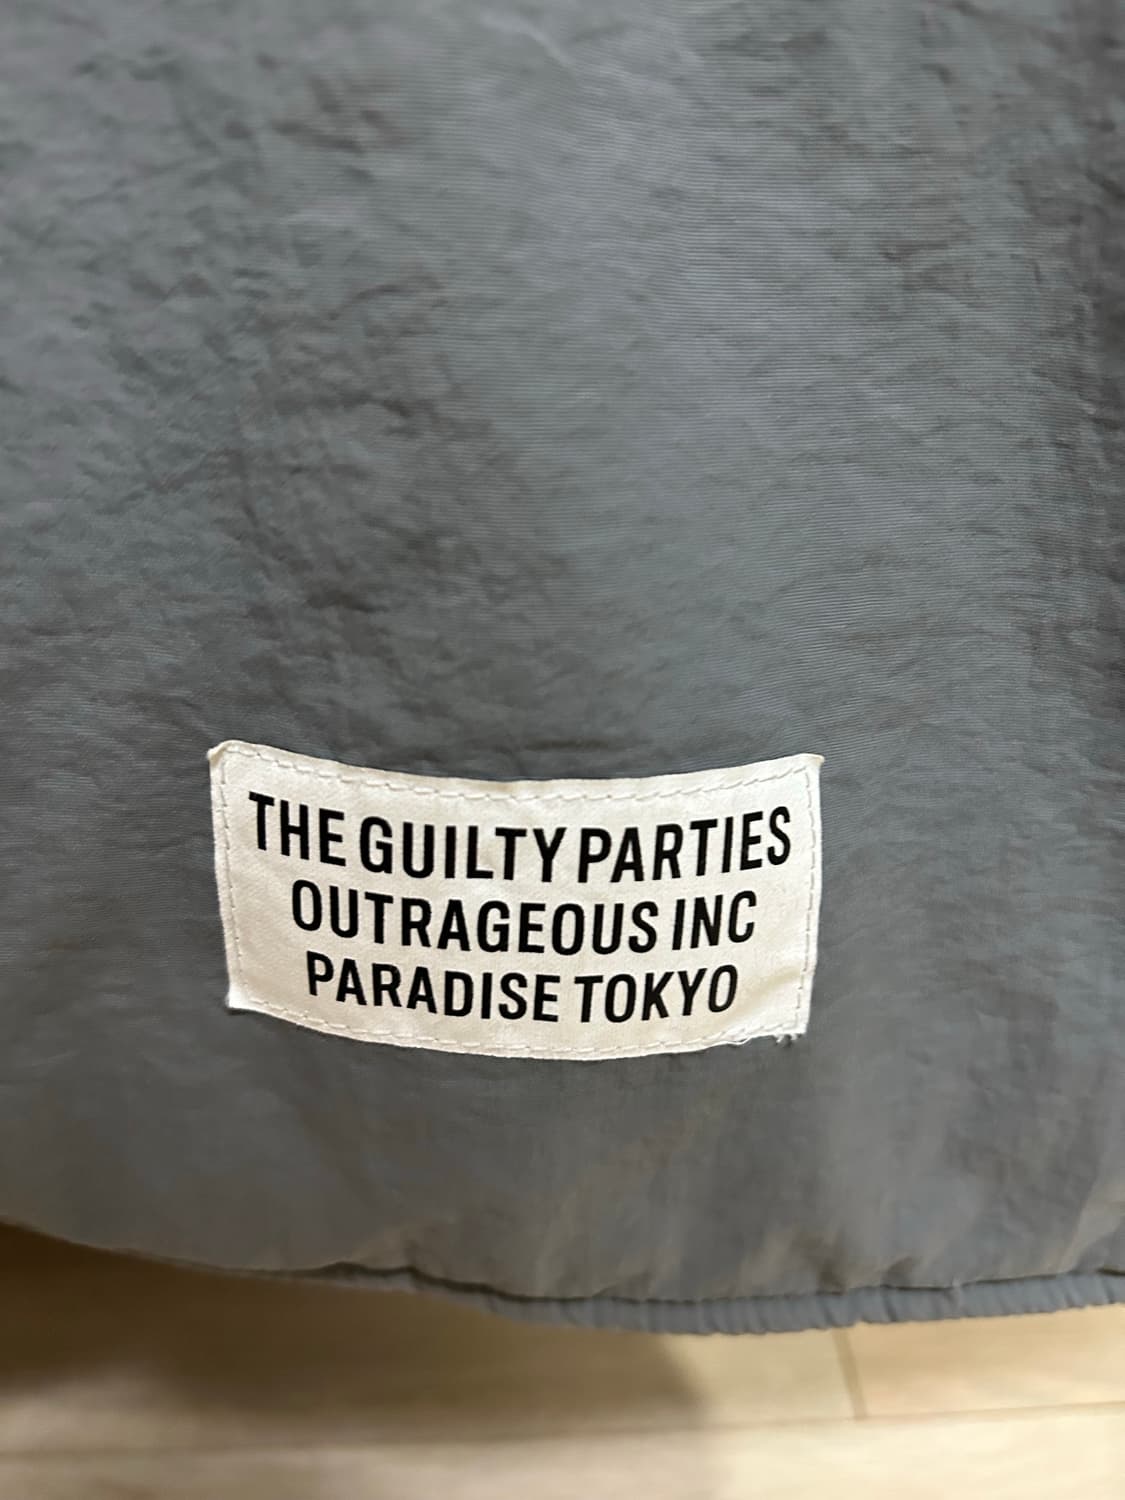 THE GUILTY PARTIES
OUTRAGEOUS INC
PARADISE TOKYO